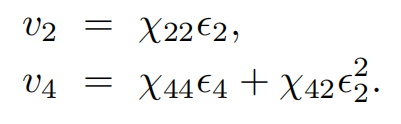 v₂ = χ₂₂ϵ₂,
v₄ = χ₄₄ϵ₄ + χ₄₂ϵ₂².